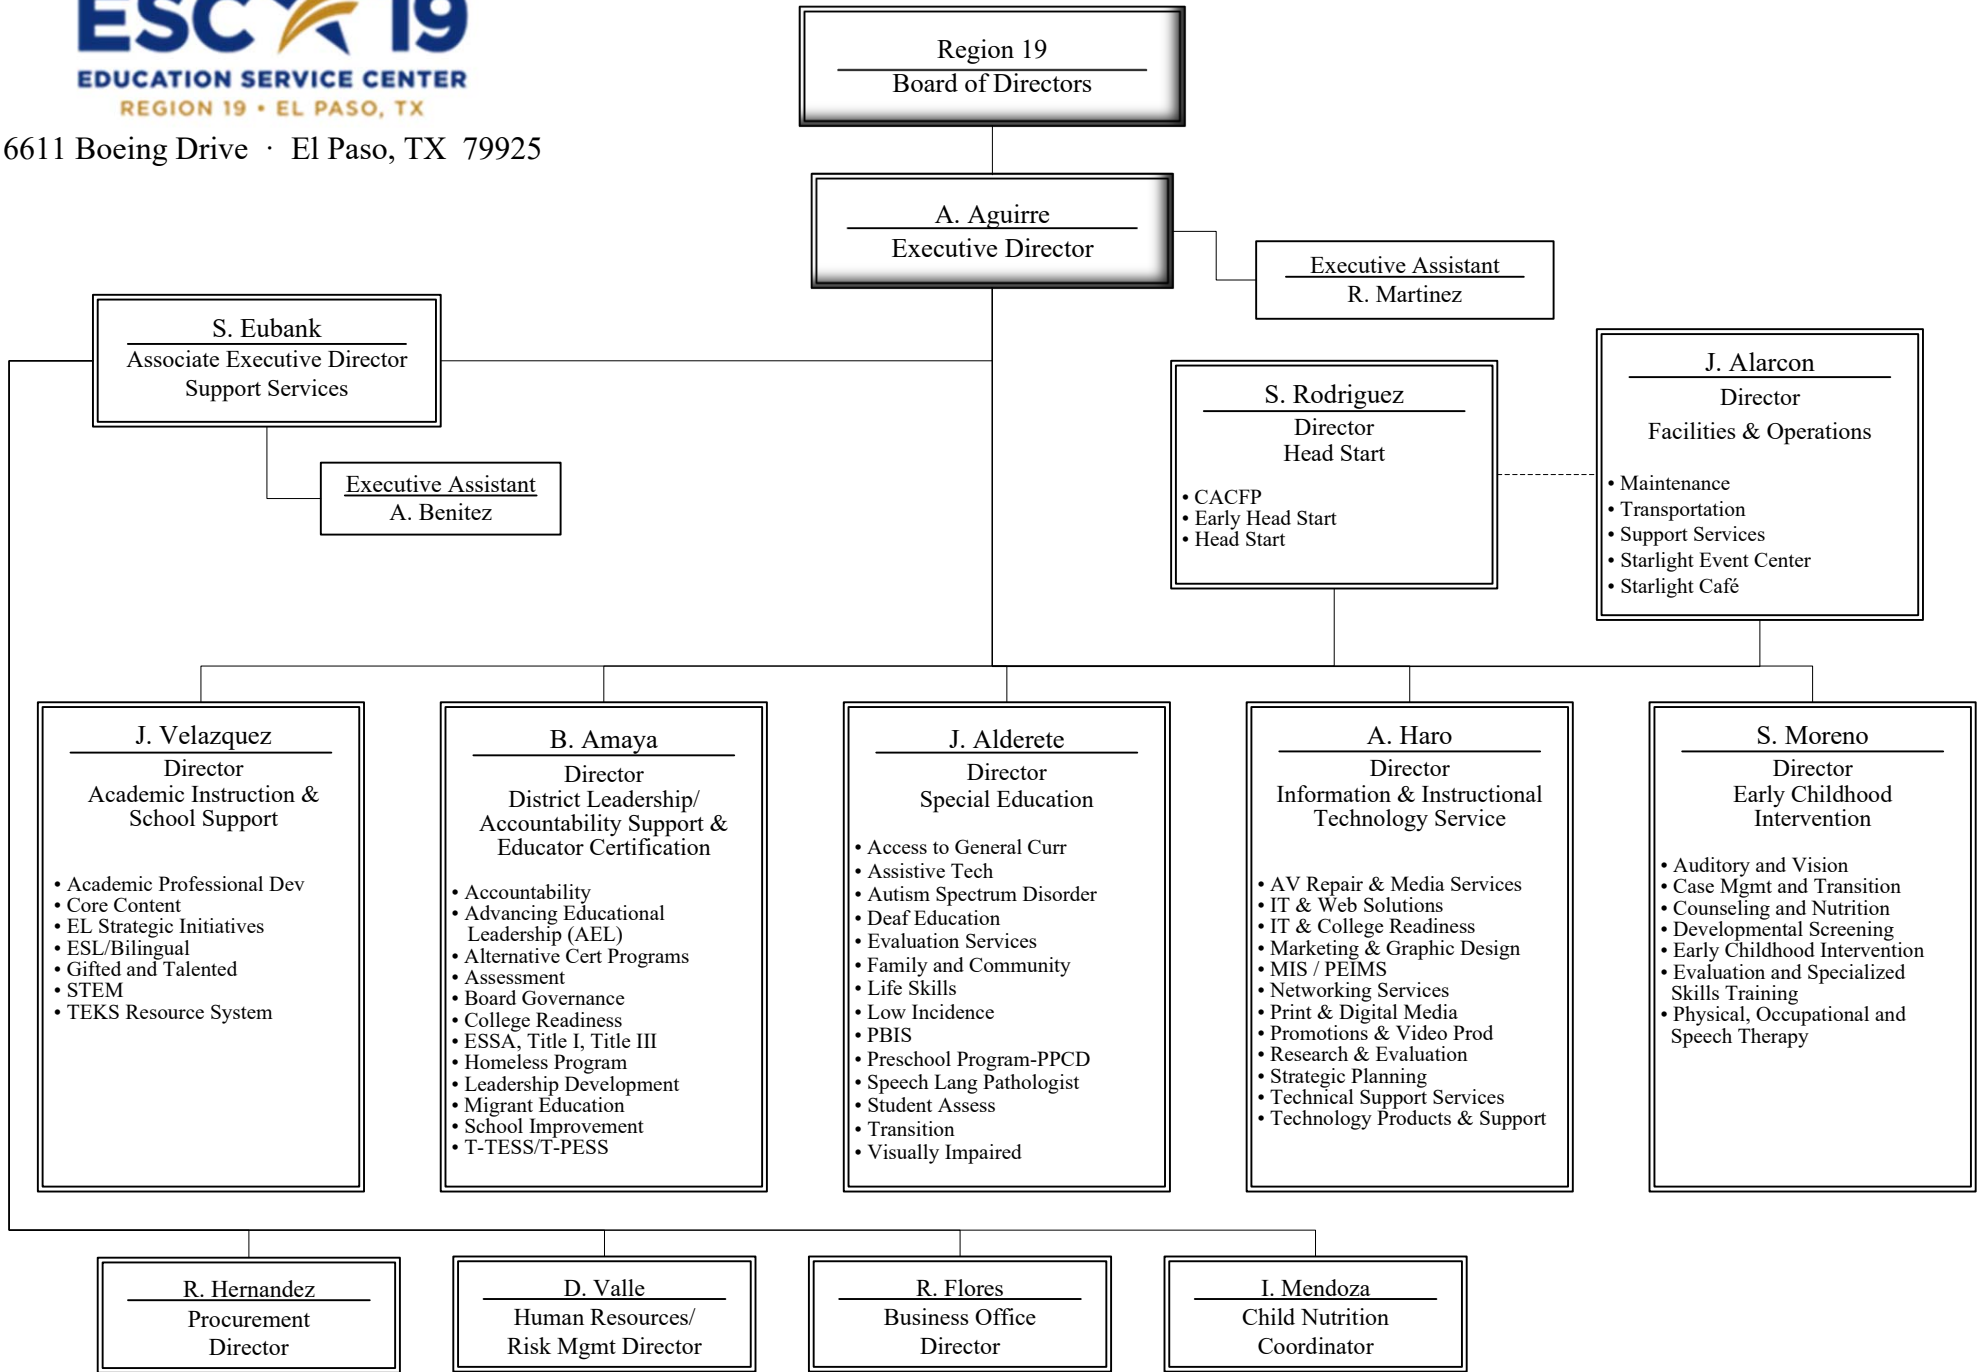 ESC 19
EDUCATION SERVICE CENTER
REGION 19 • EL PASO, TX
6611 Boeing Drive · El Paso, TX 79925
Region 19
Board of Directors
A. Aguirre
Executive Director
Executive Assistant
R. Martinez
S. Eubank
Associate Executive Director
Support Services
Executive Assistant
A. Benitez
S. Rodriguez
Director
Head Start
• CACFP
• Early Head Start
• Head Start
J. Alarcon
Director
Facilities & Operations
• Maintenance
• Transportation
• Support Services
• Starlight Event Center
• Starlight Café
J. Velazquez
Director
Academic Instruction &
School Support
• Academic Professional Dev
• Core Content
• EL Strategic Initiatives
• ESL/Bilingual
• Gifted and Talented
• STEM
• TEKS Resource System
B. Amaya
Director
District Leadership/
Accountability Support &
Educator Certification
• Accountability
• Advancing Educational
Leadership (AEL)
• Alternative Cert Programs
• Assessment
• Board Governance
• College Readiness
• ESSA, Title I, Title III
• Homeless Program
• Leadership Development
• Migrant Education
• School Improvement
• T-TESS/T-PESS
J. Alderete
Director
Special Education
• Access to General Curr
• Assistive Tech
• Autism Spectrum Disorder
• Deaf Education
• Evaluation Services
• Family and Community
• Life Skills
• Low Incidence
• PBIS
• Preschool Program-PPCD
• Speech Lang Pathologist
• Student Assess
• Transition
• Visually Impaired
A. Haro
Director
Information & Instructional
Technology Service
• AV Repair & Media Services
• IT & Web Solutions
• IT & College Readiness
• Marketing & Graphic Design
• MIS / PEIMS
• Networking Services
• Print & Digital Media
• Promotions & Video Prod
• Research & Evaluation
• Strategic Planning
• Technical Support Services
• Technology Products & Support
S. Moreno
Director
Early Childhood
Intervention
• Auditory and Vision
• Case Mgmt and Transition
• Counseling and Nutrition
• Developmental Screening
• Early Childhood Intervention
• Evaluation and Specialized
Skills Training
• Physical, Occupational and
Speech Therapy
R. Hernandez
Procurement
Director
D. Valle
Human Resources/
Risk Mgmt Director
R. Flores
Business Office
Director
I. Mendoza
Child Nutrition
Coordinator